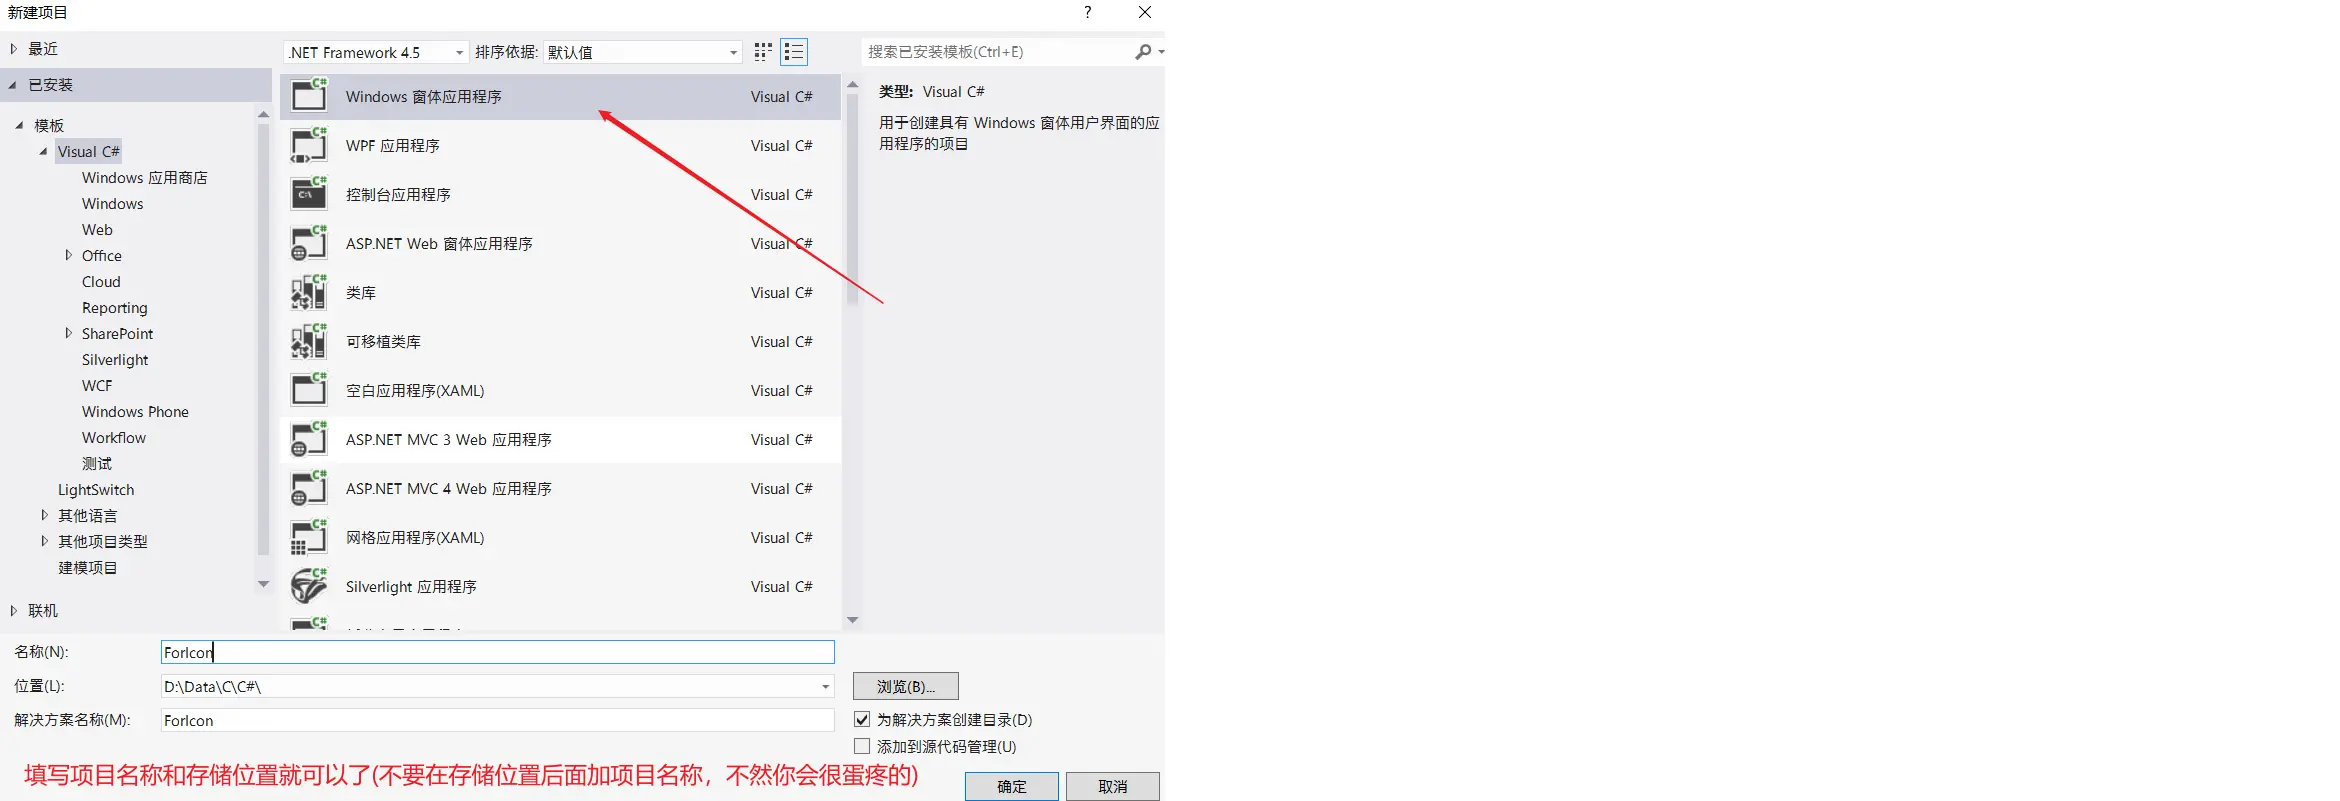 新建项目
?
最近
.NET Framework 4.5
排序依据:
默认值
搜索已安装模板(Ctrl+E)
已安装
模板
Visual C#
Windows 应用商店
Windows
Web
Office
Cloud
Reporting
SharePoint
Silverlight
WCF
Windows Phone
Workflow
测试
LightSwitch
其他语言
其他项目类型
建模项目
联机
Windows 窗体应用程序 Visual C#
WPF 应用程序 Visual C#
控制台应用程序 Visual C#
ASP.NET Web 窗体应用程序 Visual C#
类库 Visual C#
可移植类库 Visual C#
空白应用程序(XAML) Visual C#
ASP.NET MVC 3 Web 应用程序 Visual C#
ASP.NET MVC 4 Web 应用程序 Visual C#
网格应用程序(XAML) Visual C#
Silverlight 应用程序 Visual C#
类型: Visual C#
用于创建具有 Windows 窗体用户界面的应
用程序的项目
名称(N):
ForIcon
位置(L):
D:\Data\C\C#\
浏览(B)...
解决方案名称(M):
ForIcon
为解决方案创建目录(D)
添加到源代码管理(U)
填写项目名称和存储位置就可以了(不要在存储位置后面加项目名称，不然你会很蛋疼的)
确定
取消